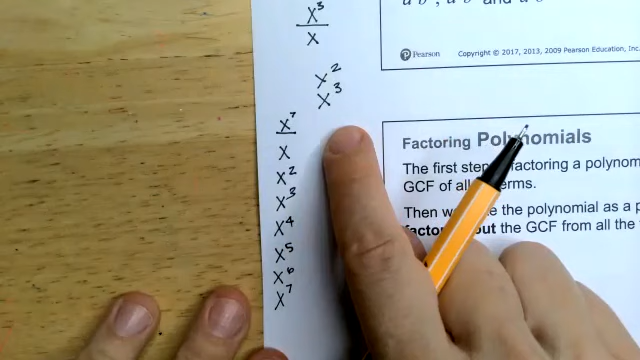 x³
x
x²
x³
x⁷
x
x²
x³
x⁴
x⁵
x⁶
x⁷
and
Pearson Copyright © 2017, 2013, 2009 Pearson Education, Inc.
Factoring Polynomials
The first step factoring a polynom
GCF of all terms.
Then w the polynomial as a p
factor out the GCF from all the